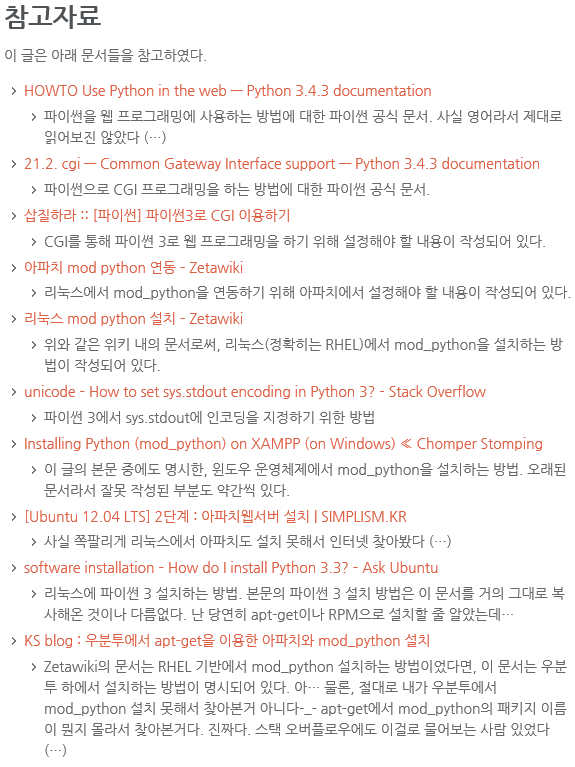 참고자료
이 글은 아래 문서들을 참고하였다.
› HOWTO Use Python in the web — Python 3.4.3 documentation
› 파이썬을 웹 프로그래밍에 사용하는 방법에 대한 파이썬 공식 문서. 사실 영어라서 제대로
읽어보진 않았다 (…)
› 21.2. cgi — Common Gateway Interface support — Python 3.4.3 documentation
› 파이썬으로 CGI 프로그래밍을 하는 방법에 대한 파이썬 공식 문서.
› 삽질하라 :: [파이썬] 파이썬3로 CGI 이용하기
› CGI를 통해 파이썬 3로 웹 프로그래밍을 하기 위해 설정해야 할 내용이 작성되어 있다.
› 아파치 mod python 연동 - Zetawiki
› 리눅스에서 mod_python을 연동하기 위해 아파치에서 설정해야 할 내용이 작성되어 있다.
› 리눅스 mod python 설치 - Zetawiki
› 위와 같은 위키 내의 문서로써, 리눅스(정확히는 RHEL)에서 mod_python을 설치하는 방
법이 작성되어 있다.
› unicode - How to set sys.stdout encoding in Python 3? - Stack Overflow
› 파이썬 3에서 sys.stdout에 인코딩을 지정하기 위한 방법
› Installing Python (mod_python) on XAMPP (on Windows) ≪ Chomper Stomping
› 이 글의 본문 중에도 명시한, 윈도우 운영체제에서 mod_python을 설치하는 방법. 오래된
문서라서 잘못 작성된 부분도 약간씩 있다.
› [Ubuntu 12.04 LTS] 2단계 : 아파치웹서버 설치 | SIMPLISM.KR
› 사실 쪽팔리게 리눅스에서 아파치도 설치 못해서 인터넷 찾아봤다 (…)
› software installation - How do I install Python 3.3? - Ask Ubuntu
› 리눅스에 파이썬 3 설치하는 방법. 본문의 파이썬 3 설치 방법은 이 문서를 거의 그대로 복
사해온 것이나 다름없다. 난 당연히 apt-get이나 RPM으로 설치할 줄 알았는데…
› KS blog : 우분투에서 apt-get을 이용한 아파치와 mod_python 설치
› Zetawiki의 문서는 RHEL 기반에서 mod_python 설치하는 방법이었다면, 이 문서는 우분
투 하에서 설치하는 방법이 명시되어 있다. 아… 물론, 절대로 내가 우분투에서
mod_python 설치 못해서 찾아본거 아니다-_- apt-get에서 mod_python의 패키지 이름
이 뭔지 몰라서 찾아본거다. 진짜다. 스택 오버플로우에도 이걸로 물어보는 사람 있었다
(…)